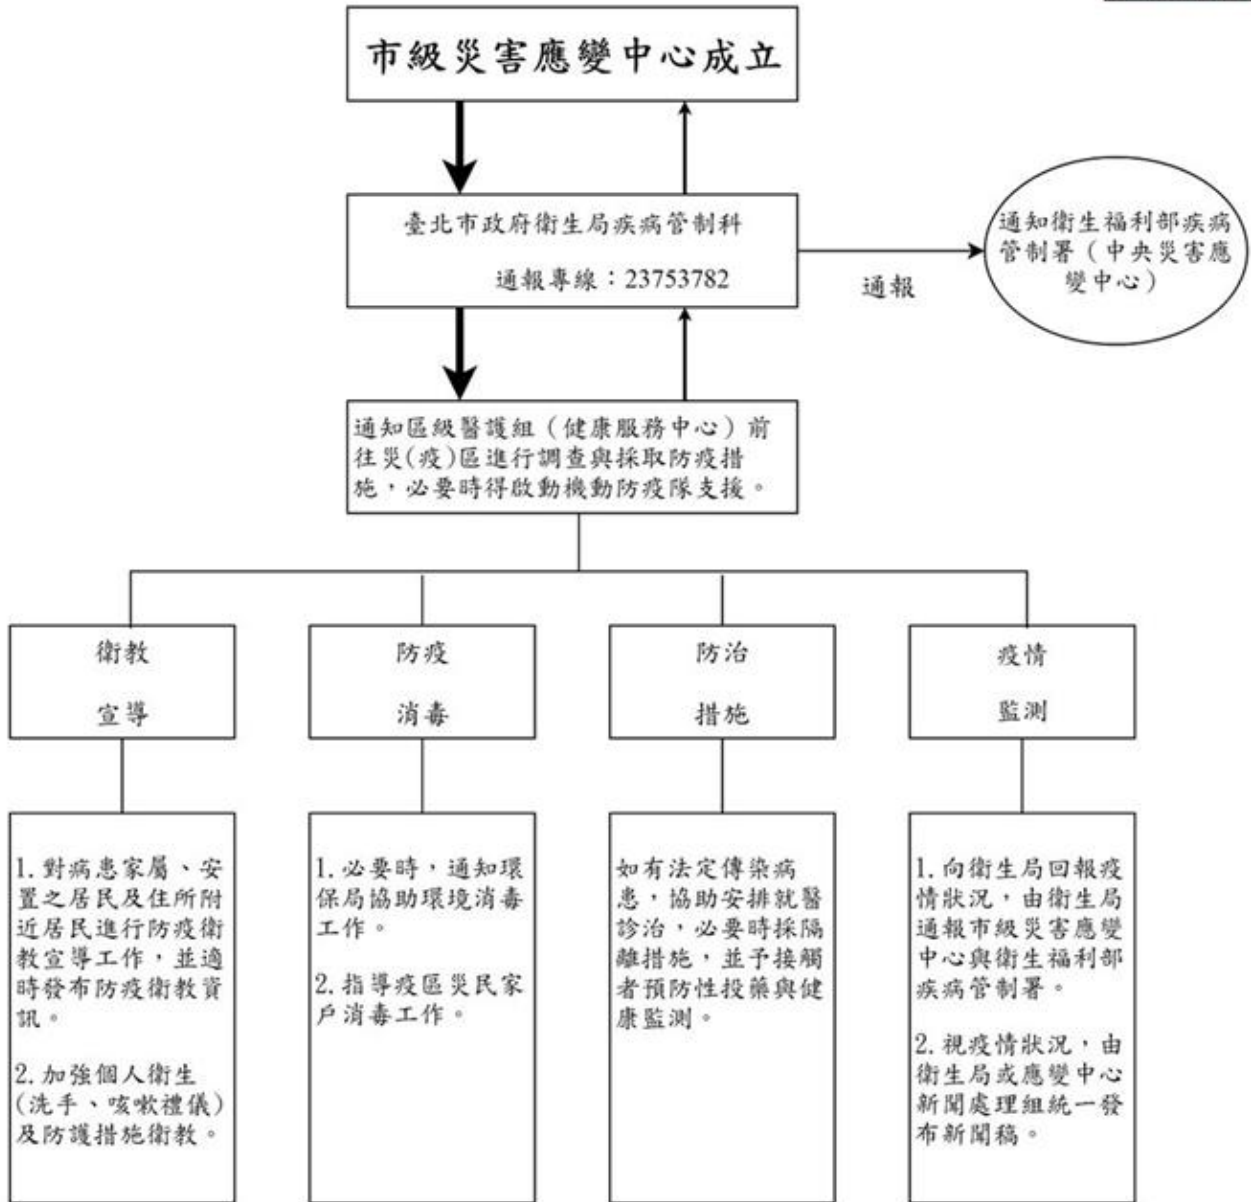 市級災害應變中心成立
臺北市政府衛生局疾病管制科
通報專線：23753782
通報
通知衛生福利部疾病
管制署（中央災害應
變中心）
通知區級醫護組（健康服務中心）前
往災(疫)區進行調查與採取防疫措
施，必要時得啟動機動防疫隊支援。
衛教
宣導
防疫
消毒
防治
措施
疫情
監測
1.對病患家屬、安
置之居民及住所附
近居民進行防疫衛
教宣導工作，並適
時發布防疫衛教資
訊。
2.加強個人衛生
(洗手、咳嗽禮儀)
及防護措施衛教。
1.必要時，通知環
保局協助環境消毒
工作。
2.指導疫區災民家
戶消毒工作。
如有法定傳染病
患，協助安排就醫
診治，必要時採隔
離措施，並予接觸
者預防性投藥與健
康監測。
1.向衛生局回報疫
情狀況，由衛生局
通報市級災害應變
中心與衛生福利部
疾病管制署。
2.視疫情狀況，由
衛生局或應變中心
新聞處理組統一發
布新聞稿。